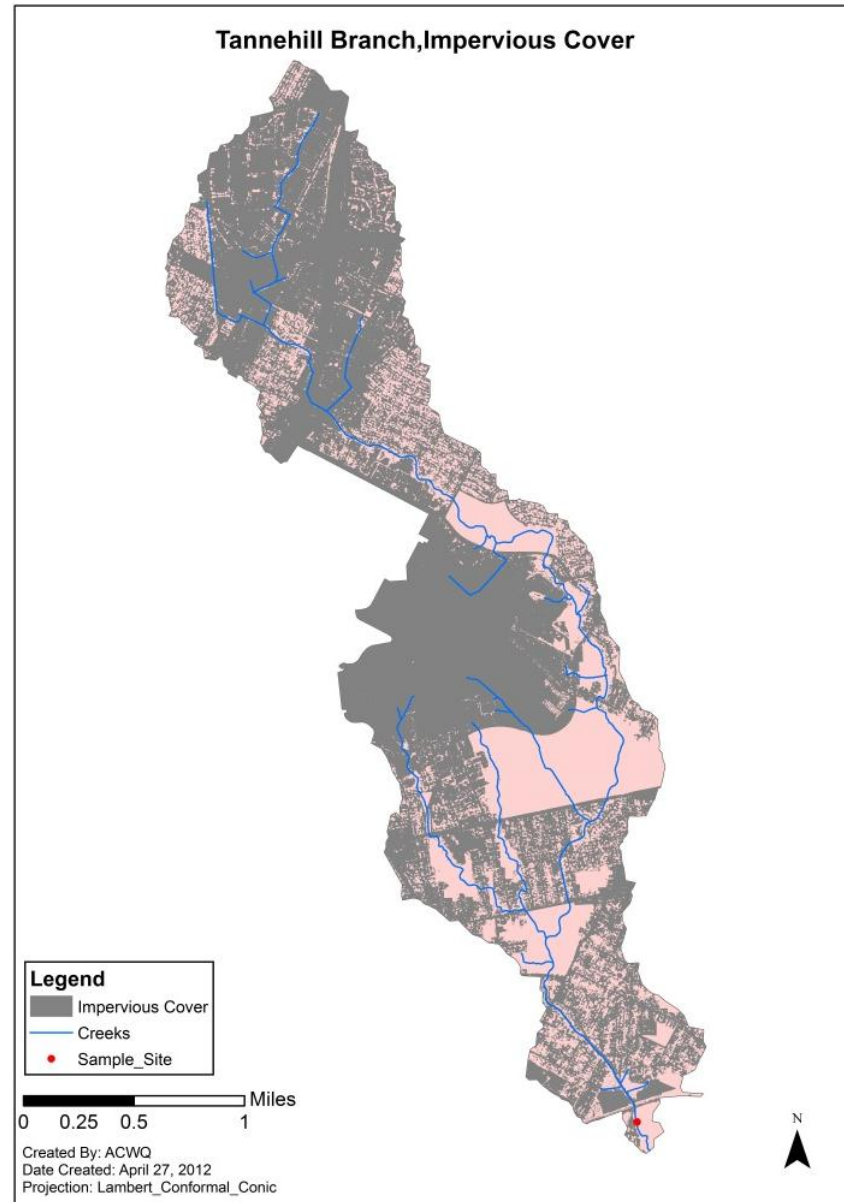 Tannehill Branch,Impervious Cover
Legend
Impervious Cover
Creeks
Sample_Site
Miles
0 0.25 0.5 1
Created By: ACWQ
Date Created: April 27, 2012
Projection: Lambert_Conformal_Conic
N